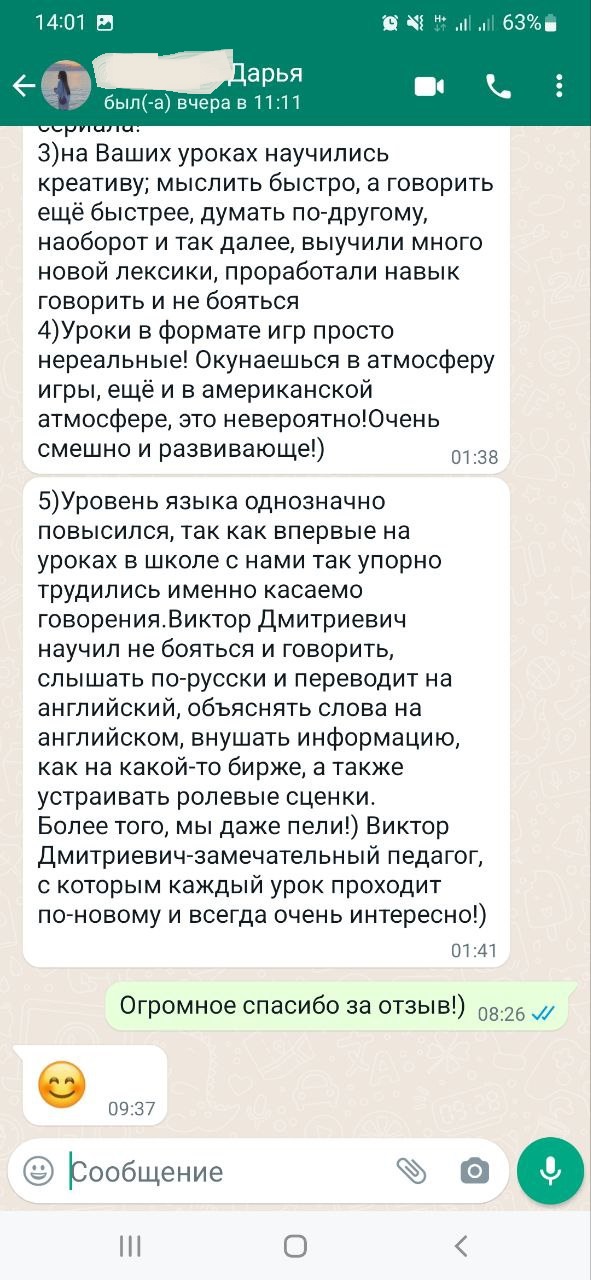 14:01
63%
Дарья
был(-а) вчера в 11:11
сериала!
3)на Ваших уроках научились
креативу; мыслить быстро, а говорить
ещё быстрее, думать по-другому,
наоборот и так далее, выучили много
новой лексики, проработали навык
говорить и не бояться
4)Уроки в формате игр просто
нереальные! Окунаешься в атмосферу
игры, ещё и в американской
атмосфере, это невероятно!Очень
смешно и развивающе!)
01:38
5)Уровень языка однозначно
повысился, так как впервые на
уроках в школе с нами так упорно
трудились именно касаемо
говорения.Виктор Дмитриевич
научил не бояться и говорить,
слышать по-русски и переводит на
английский, объяснять слова на
английском, внушать информацию,
как на какой-то бирже, а также
устраивать ролевые сценки.
Более того, мы даже пели!) Виктор
Дмитриевич-замечательный педагог,
с которым каждый урок проходит
по-новому и всегда очень интересно!)
01:41
Огромное спасибо за отзыв!) 08:26
09:37
Сообщение